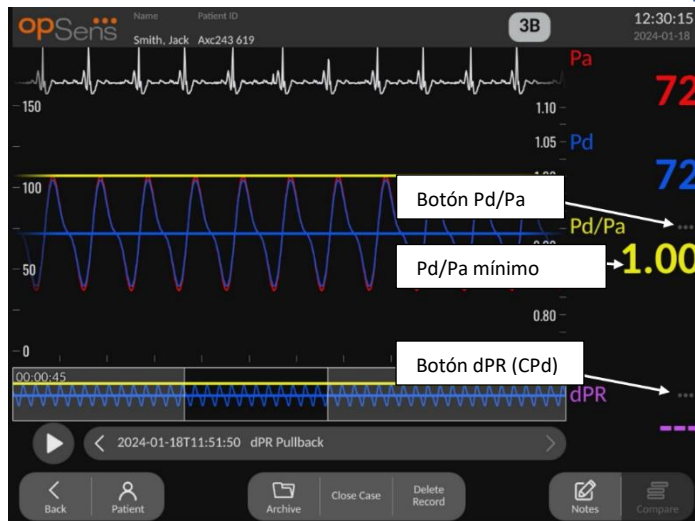 opSens
Name Patient ID
Smith, Jack Axc243 619
3B
12:30:15
2024-01-18
Pa
72
150
1.10
1.05
Pd
72
100
Botón Pd/Pa
...
Pd/Pa
Pd/Pa mínimo
1.00
50
0.80
0
Botón dPR (CPd)
00:00:45
...
dPR
---
2024-01-18T11:51:50 dPR Pullback
Back
Patient
Archive
Close Case
Delete
Record
Notes
Compare